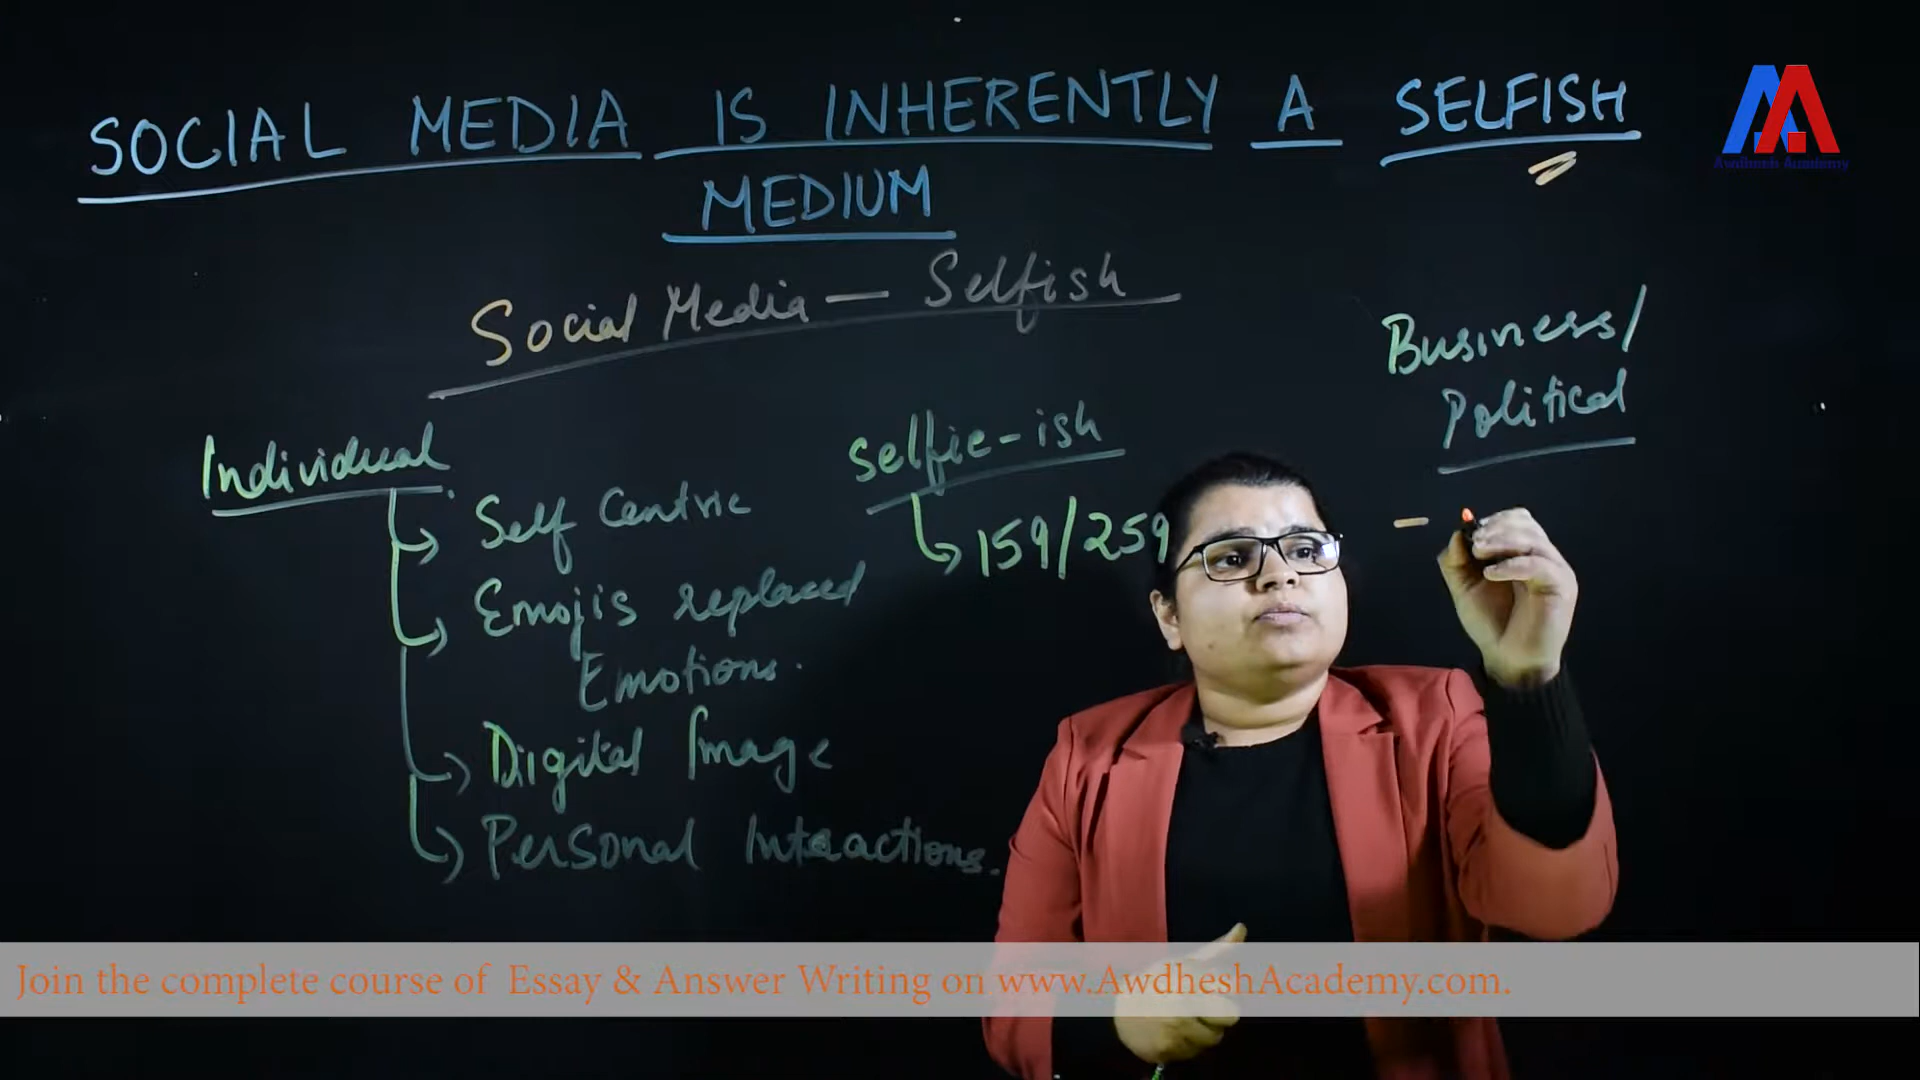 SOCIAL MEDIA IS INHERENTLY A SELFISH
MEDIUM
Awdhesh Academy
Social Media — Selfish
Business/
Political
Individual
Self Centric
Emojis replaced
Emotions.
Digital Image
Personal Interactions.
selfie-ish
159/259
Join the complete course of Essay & Answer Writing on www.AwdheshAcademy.com.